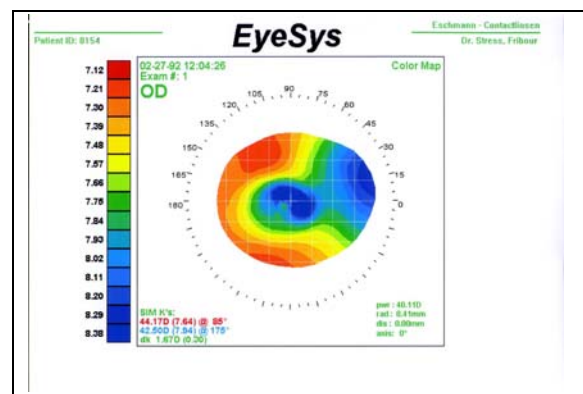 EyeSys
Patient ID: 8154
Eschmann - Contactlinsen
Dr. Stress, Fribour
02-27-92 12:04:26
Exam #: 1
OD
Color Map
7.12
7.21
7.30
7.39
7.48
7.57
7.66
7.75
7.84
7.93
8.02
8.11
8.20
8.29
8.38
90
105
75
120
60
135
45
150
30
165
15
180
0
SIM K's:
44.17D (7.64) @ 85°
42.50D (7.94) @ 175°
dk 1.67D (0.30)
pwr : 40.11D
rad : 8.41mm
dis : 0.00mm
axis: 0°